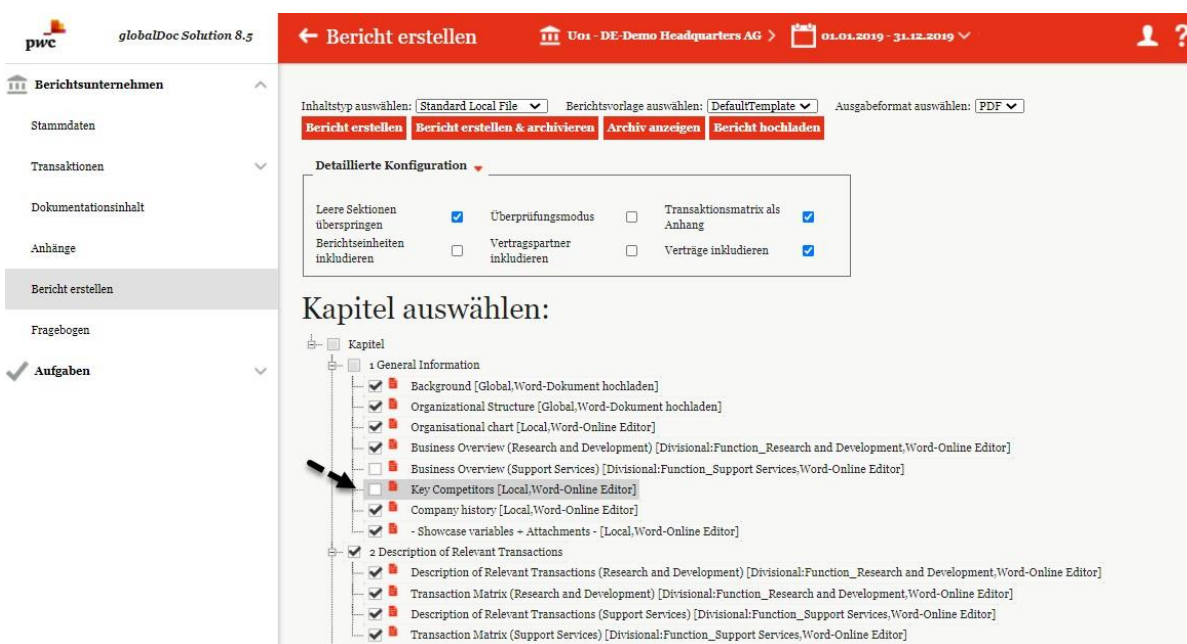 pwc
globalDoc Solution 8.5
Bericht erstellen
U01 - DE-Demo Headquarters AG
01.01.2019 - 31.12.2019
?
Berichtsunternehmen
Stammdaten
Transaktionen
Dokumentationsinhalt
Anhänge
Bericht erstellen
Fragebogen
Aufgaben
Inhaltstyp auswählen: Standard Local File Berichtsvorlage auswählen: DefaultTemplate Ausgabeformat auswählen: PDF
Bericht erstellen Bericht erstellen & archivieren Archiv anzeigen Bericht hochladen
Detaillierte Konfiguration
Leere Sektionen
überspringen
Überprüfungsmodus
Transaktionsmatrix als
Anhang
Berichtseinheiten
inkludieren
Vertragspartner
inkludieren
Verträge inkludieren
Kapitel auswählen:
Kapitel
1 General Information
Background [Global,Word-Dokument hochladen]
Organizational Structure [Global,Word-Dokument hochladen]
Organisational chart [Local,Word-Online Editor]
Business Overview (Research and Development) [Divisional:Function_Research and Development,Word-Online Editor]
Business Overview (Support Services) [Divisional:Function_Support Services,Word-Online Editor]
Key Competitors [Local,Word-Online Editor]
Company history [Local,Word-Online Editor]
- Showcase variables + Attachments - [Local,Word-Online Editor]
2 Description of Relevant Transactions
Description of Relevant Transactions (Research and Development) [Divisional:Function_Research and Development,Word-Online Editor]
Transaction Matrix (Research and Development) [Divisional:Function_Research and Development,Word-Online Editor]
Description of Relevant Transactions (Support Services) [Divisional:Function_Support Services,Word-Online Editor]
Transaction Matrix (Support Services) [Divisional:Function_Support Services,Word-Online Editor]